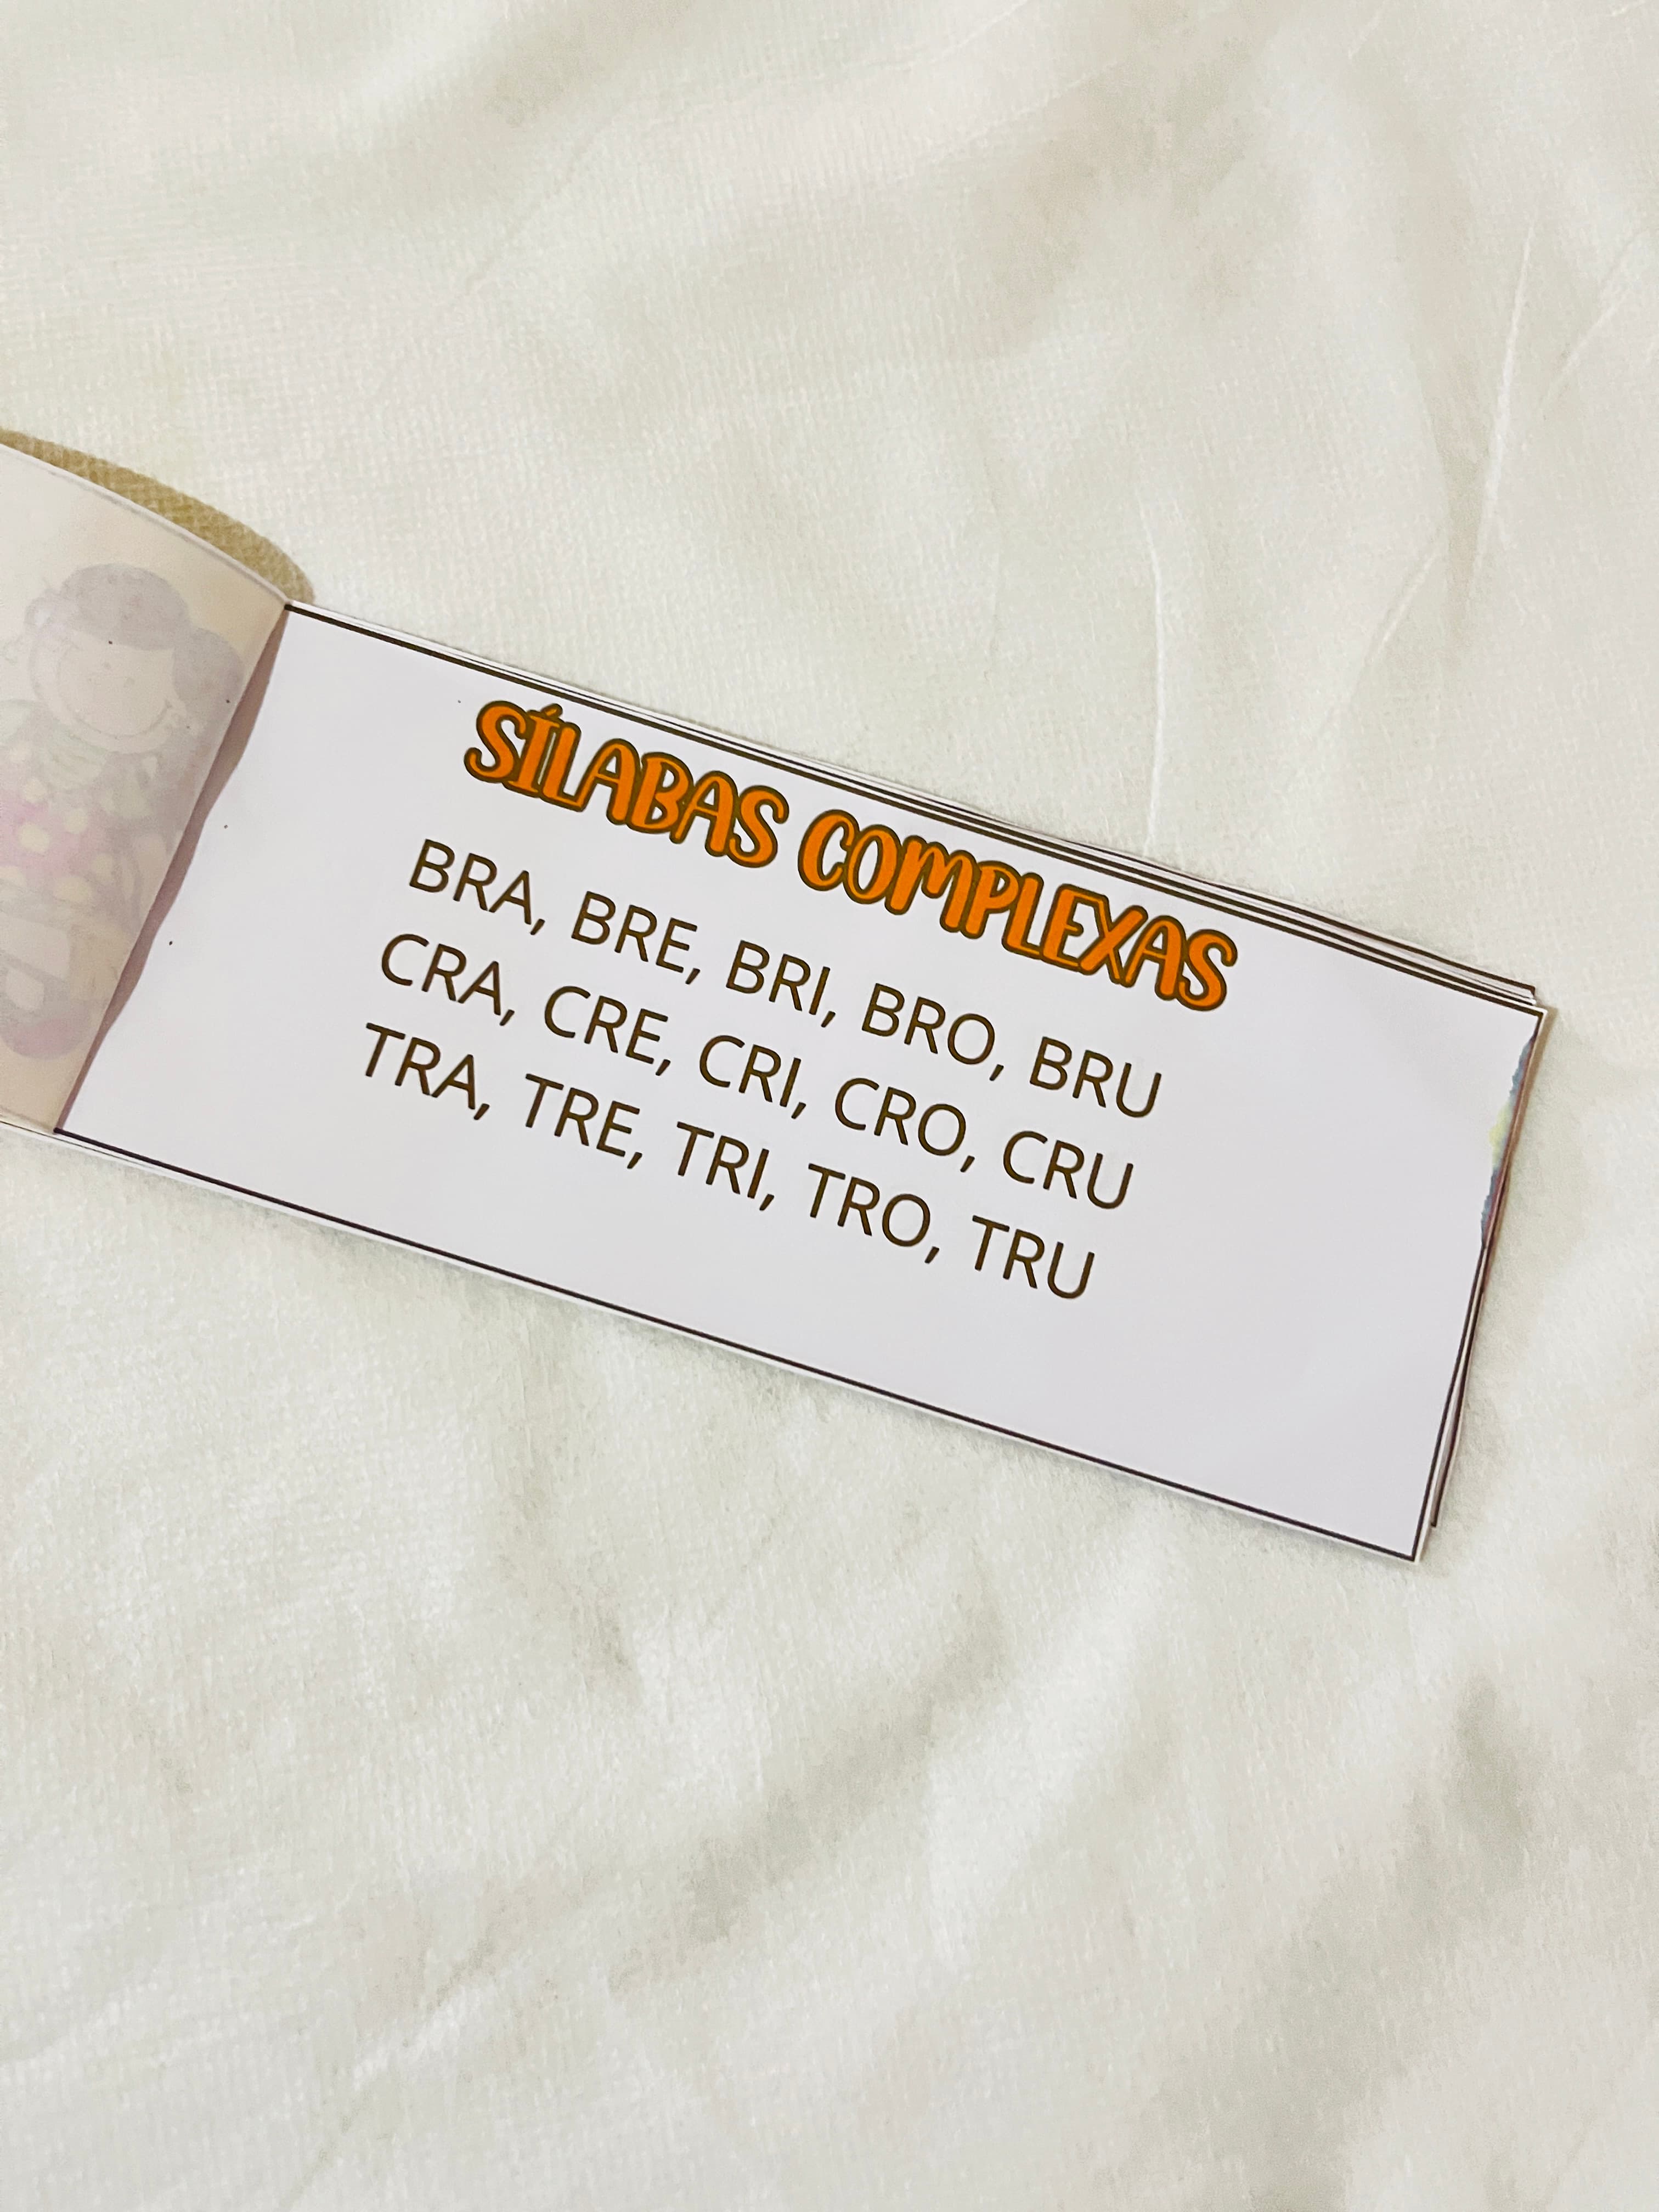 SÍLABAS COMPLEXAS
BRA, BRE, BRI, BRO, BRU
CRA, CRE, CRI, CRO, CRU
TRA, TRE, TRI, TRO, TRU